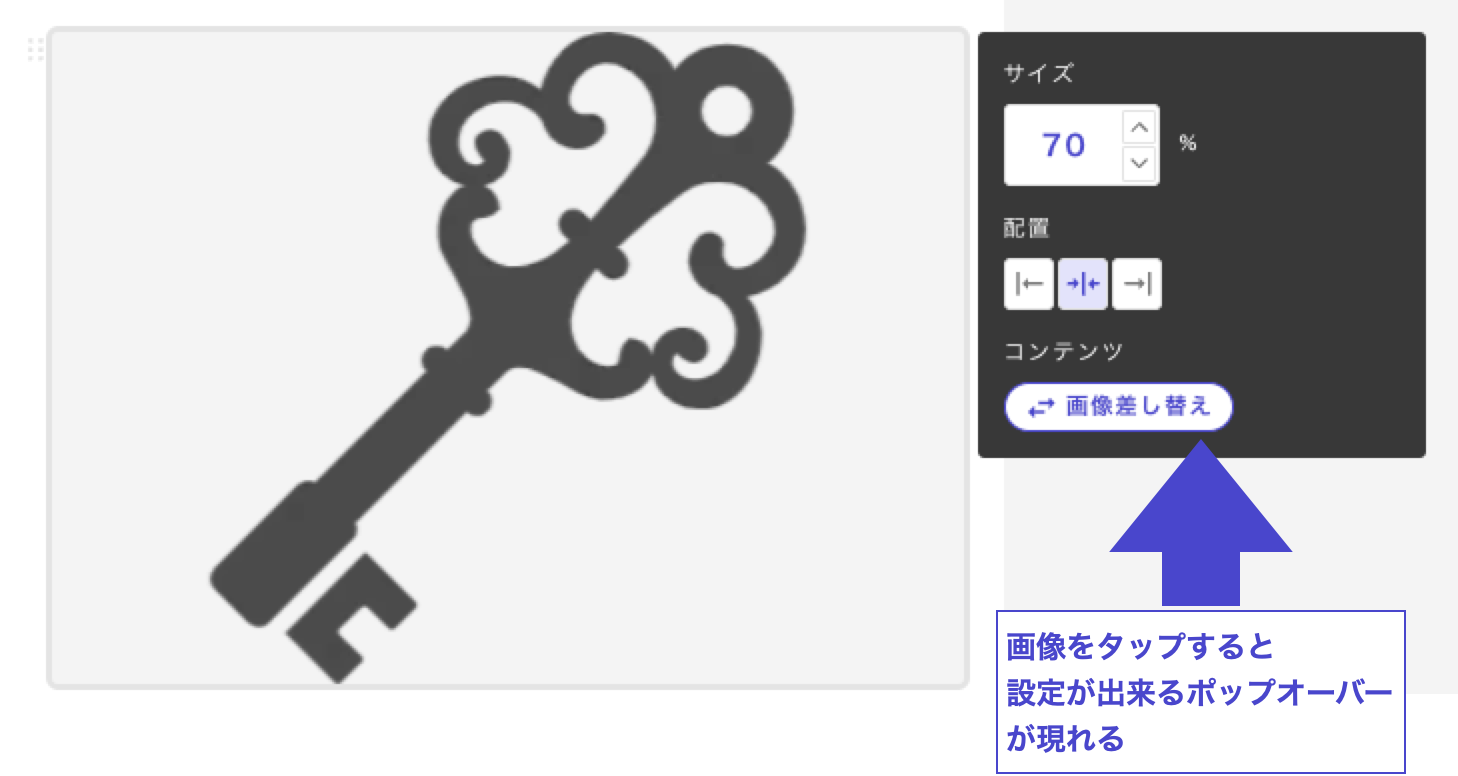 サイズ
70
%
配置
コンテンツ
画像差し替え
画像をタップすると
設定が出来るポップオーバー
が現れる